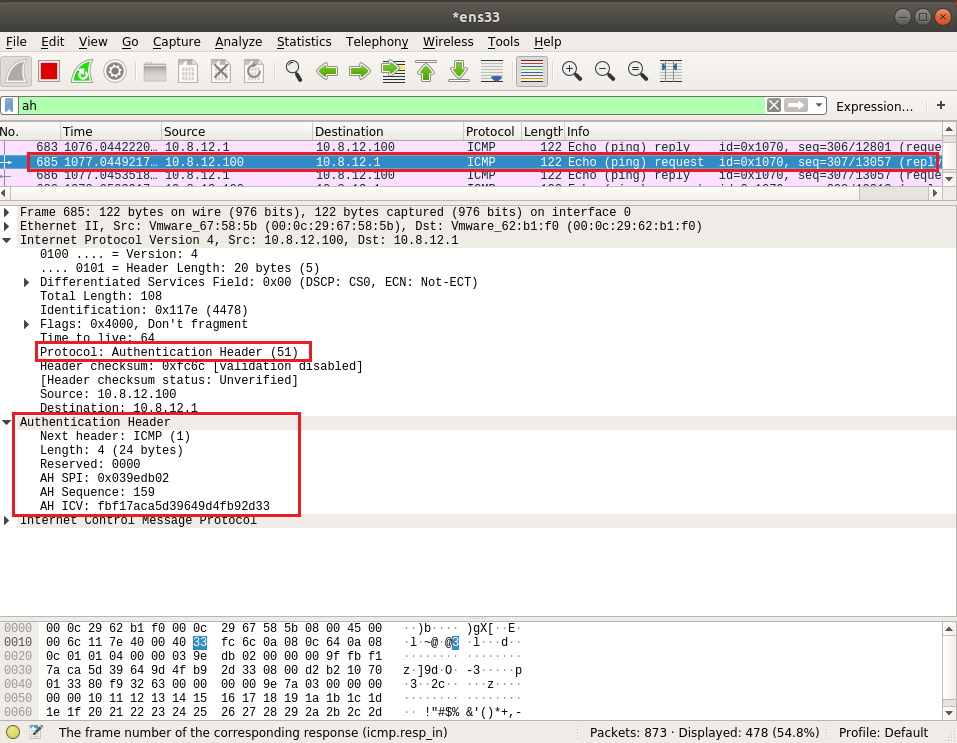 *ens33
File Edit View Go Capture Analyze Statistics Telephony Wireless Tools Help
ah
Expression…
+
No. Time Source Destination Protocol Length Info
683 1076.0442220… 10.8.12.1 10.8.12.100 ICMP 122 Echo (ping) reply id=0x1070, seq=306/12801 (reque
685 1077.0449217… 10.8.12.100 10.8.12.1 ICMP 122 Echo (ping) request id=0x1070, seq=307/13057 (reply
686 1077.0453518… 10.8.12.1 10.8.12.100 ICMP 122 Echo (ping) reply id=0x1070, seq=307/13057 (reque
Frame 685: 122 bytes on wire (976 bits), 122 bytes captured (976 bits) on interface 0
Ethernet II, Src: Vmware_67:58:5b (00:0c:29:67:58:5b), Dst: Vmware_62:b1:f0 (00:0c:29:62:b1:f0)
Internet Protocol Version 4, Src: 10.8.12.100, Dst: 10.8.12.1
0100 .... = Version: 4
.... 0101 = Header Length: 20 bytes (5)
Differentiated Services Field: 0x00 (DSCP: CS0, ECN: Not-ECT)
Total Length: 108
Identification: 0x117e (4478)
Flags: 0x4000, Don't fragment
Time to live: 64
Protocol: Authentication Header (51)
Header checksum: 0xfc6c [validation disabled]
[Header checksum status: Unverified]
Source: 10.8.12.100
Destination: 10.8.12.1
Authentication Header
Next header: ICMP (1)
Length: 4 (24 bytes)
Reserved: 0000
AH SPI: 0x039edb02
AH Sequence: 159
AH ICV: fbf17aca5d39649d4fb92d33
Internet Control Message Protocol
0000 00 0c 29 62 b1 f0 00 0c 29 67 58 5b 08 00 45 00 ··)b···· )gX[··E·
0010 00 6c 11 7e 40 00 40 33 fc 6c 0a 08 0c 64 0a 08 ·l·~@·@3 ·l···d··
0020 0c 01 01 04 00 00 03 9e db 02 00 00 00 9f fb f1 ········ ········
0030 7a ca 5d 39 64 9d 4f b9 2d 33 08 00 d2 b2 10 70 z·]9d·O· -3·····p
0040 01 33 80 f9 32 63 00 00 00 00 9e 7a 03 00 00 00 ·3··2c·· ···z····
0050 00 00 10 11 12 13 14 15 16 17 18 19 1a 1b 1c 1d ········ ········
0060 1e 1f 20 21 22 23 24 25 26 27 28 29 2a 2b 2c 2d ·· !"#$% &'()*+,-
The frame number of the corresponding response (icmp.resp_in)
Packets: 873 · Displayed: 478 (54.8%)
Profile: Default